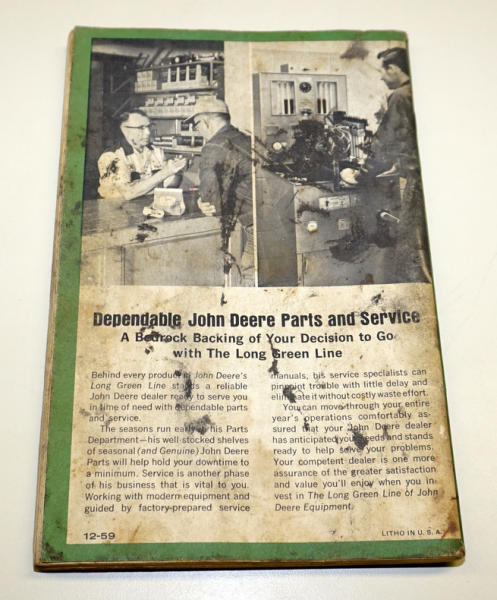 Dependable John Deere Parts and Service
A Bedrock Backing of Your Decision to Go
with The Long Green Line
Behind every product in John Deere's
Long Green Line stands a reliable
John Deere dealer ready to serve you
in time of need with dependable parts
and service.
The seasons run each in his Parts
Department—his well-stocked shelves
of seasonal (and Genuine) John Deere
Parts will help hold your downtime to
a minimum. Service is another phase
of his business that is vital to you.
Working with modern equipment and
guided by factory-prepared service
manuals, his service specialists can
pinpoint trouble with little delay and
eliminate it without costly waste effort.
You can move through your entire
year's operations comfortably as-
sured that your John Deere dealer
has anticipated your needs and stands
ready to help solve your problems.
Your competent dealer is one more
assurance of the greater satisfaction
and value you'll enjoy when you in-
vest in The Long Green Line of John
Deere Equipment.
12-59
LITHO IN U. S. A.